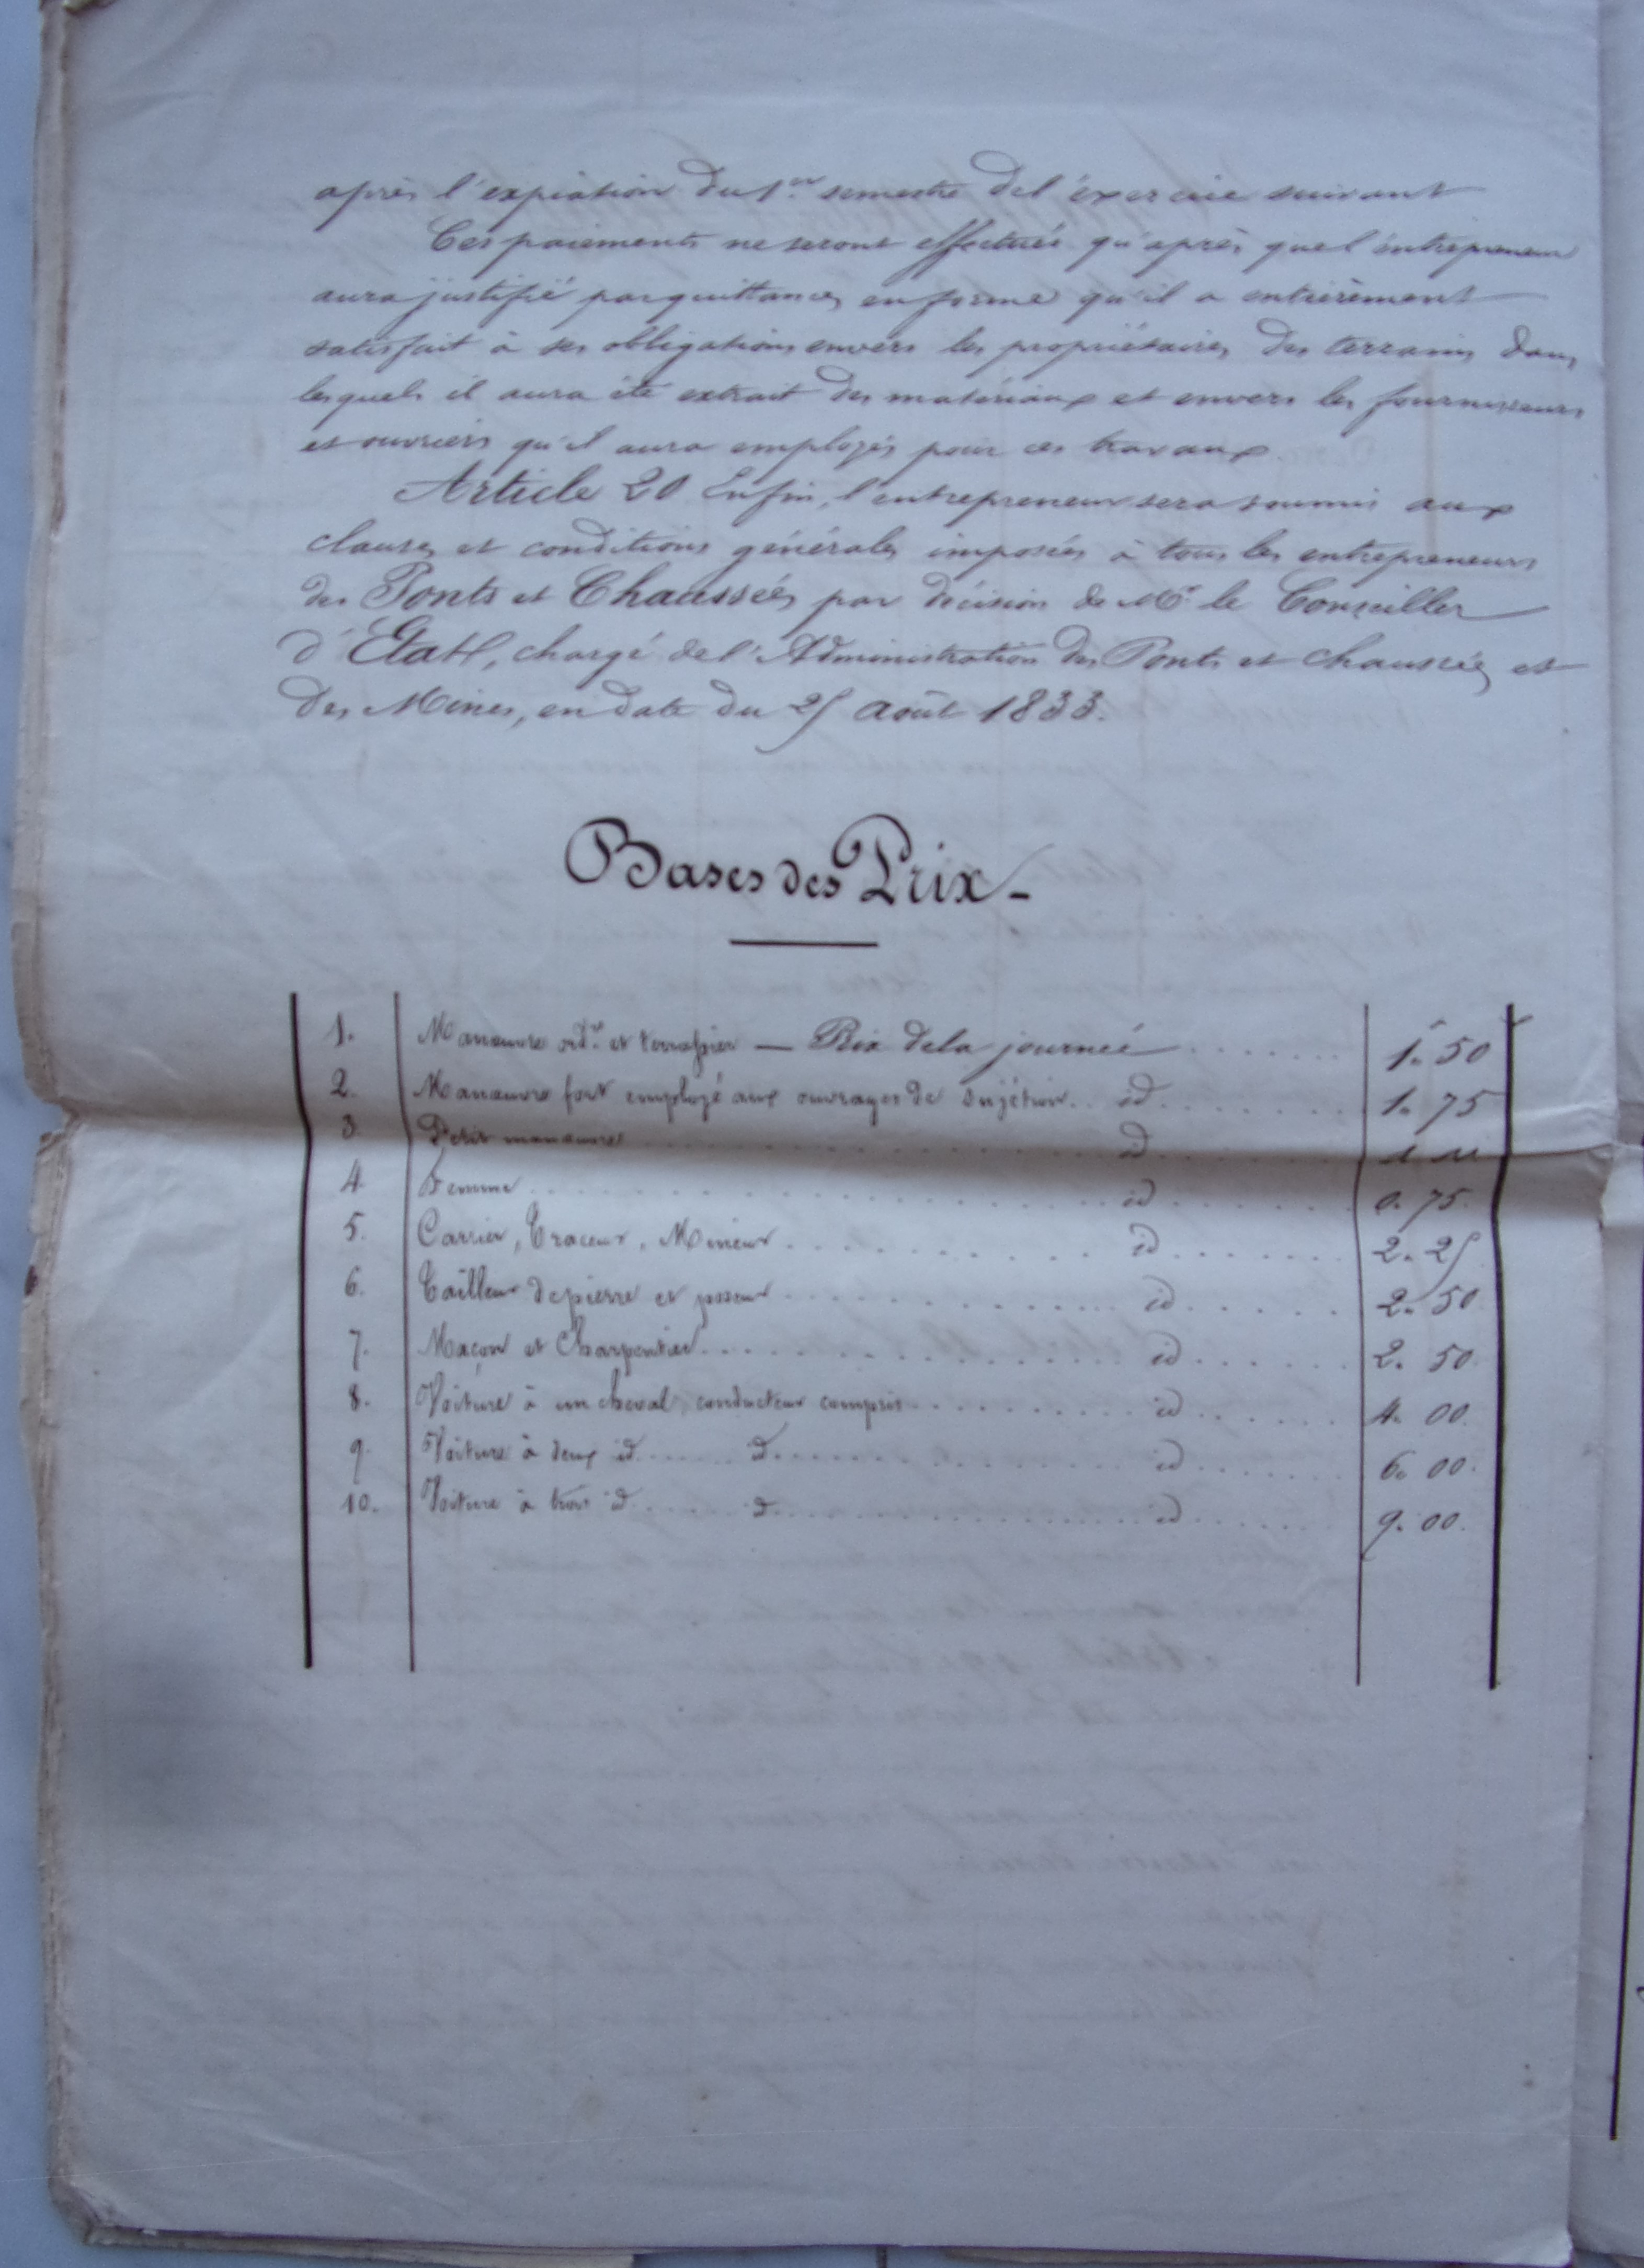 après l'expiation du 1er semestre de l'éxercice suivant
Ces paiements ne seront effectués qu'après que l'entrepreneur
aura justifié par quittances en forme qu'il a entièrement
satisfait à ses obligations envers les propriétaires des terrains dans
lesquels il aura été extrait des matériaux et envers les fournisseurs
et ouvriers qu'il aura employés pour ces travaux.
Article 20 Enfin, l'entrepreneur sera soumis aux
clauses et conditions générales imposées à tous les entrepreneurs
des Ponts et Chaussées par décision de Mr le Conseiller
d'Etat, chargé de l'Administration des Ponts et chaussées et
des Mines, en date du 25 août 1833.
Bases des Prix -
1. Manœuvre ordre et terrassier — Prix de la journée ....... 1. 50
2. Manœuvre fort employé aux ouvrages de sujétion.. id ....... 1. 75
3. Petit manœuvre ....... id .......
4. Femme ....... id ....... 0. 75.
5. Carrier, Traceur, Mineur ....... id ....... 2. 25
6. Tailleur de pierre et poseur ....... id ....... 2. 50
7. Maçon et Charpentier ....... id ....... 2. 50
8. Voiture à un cheval, conducteur compris ....... id ....... 4. 00
9. Voiture à deux id ....... id ....... id ....... 6. 00.
10. Voiture à trois id ....... id ....... id ....... 9. 00.